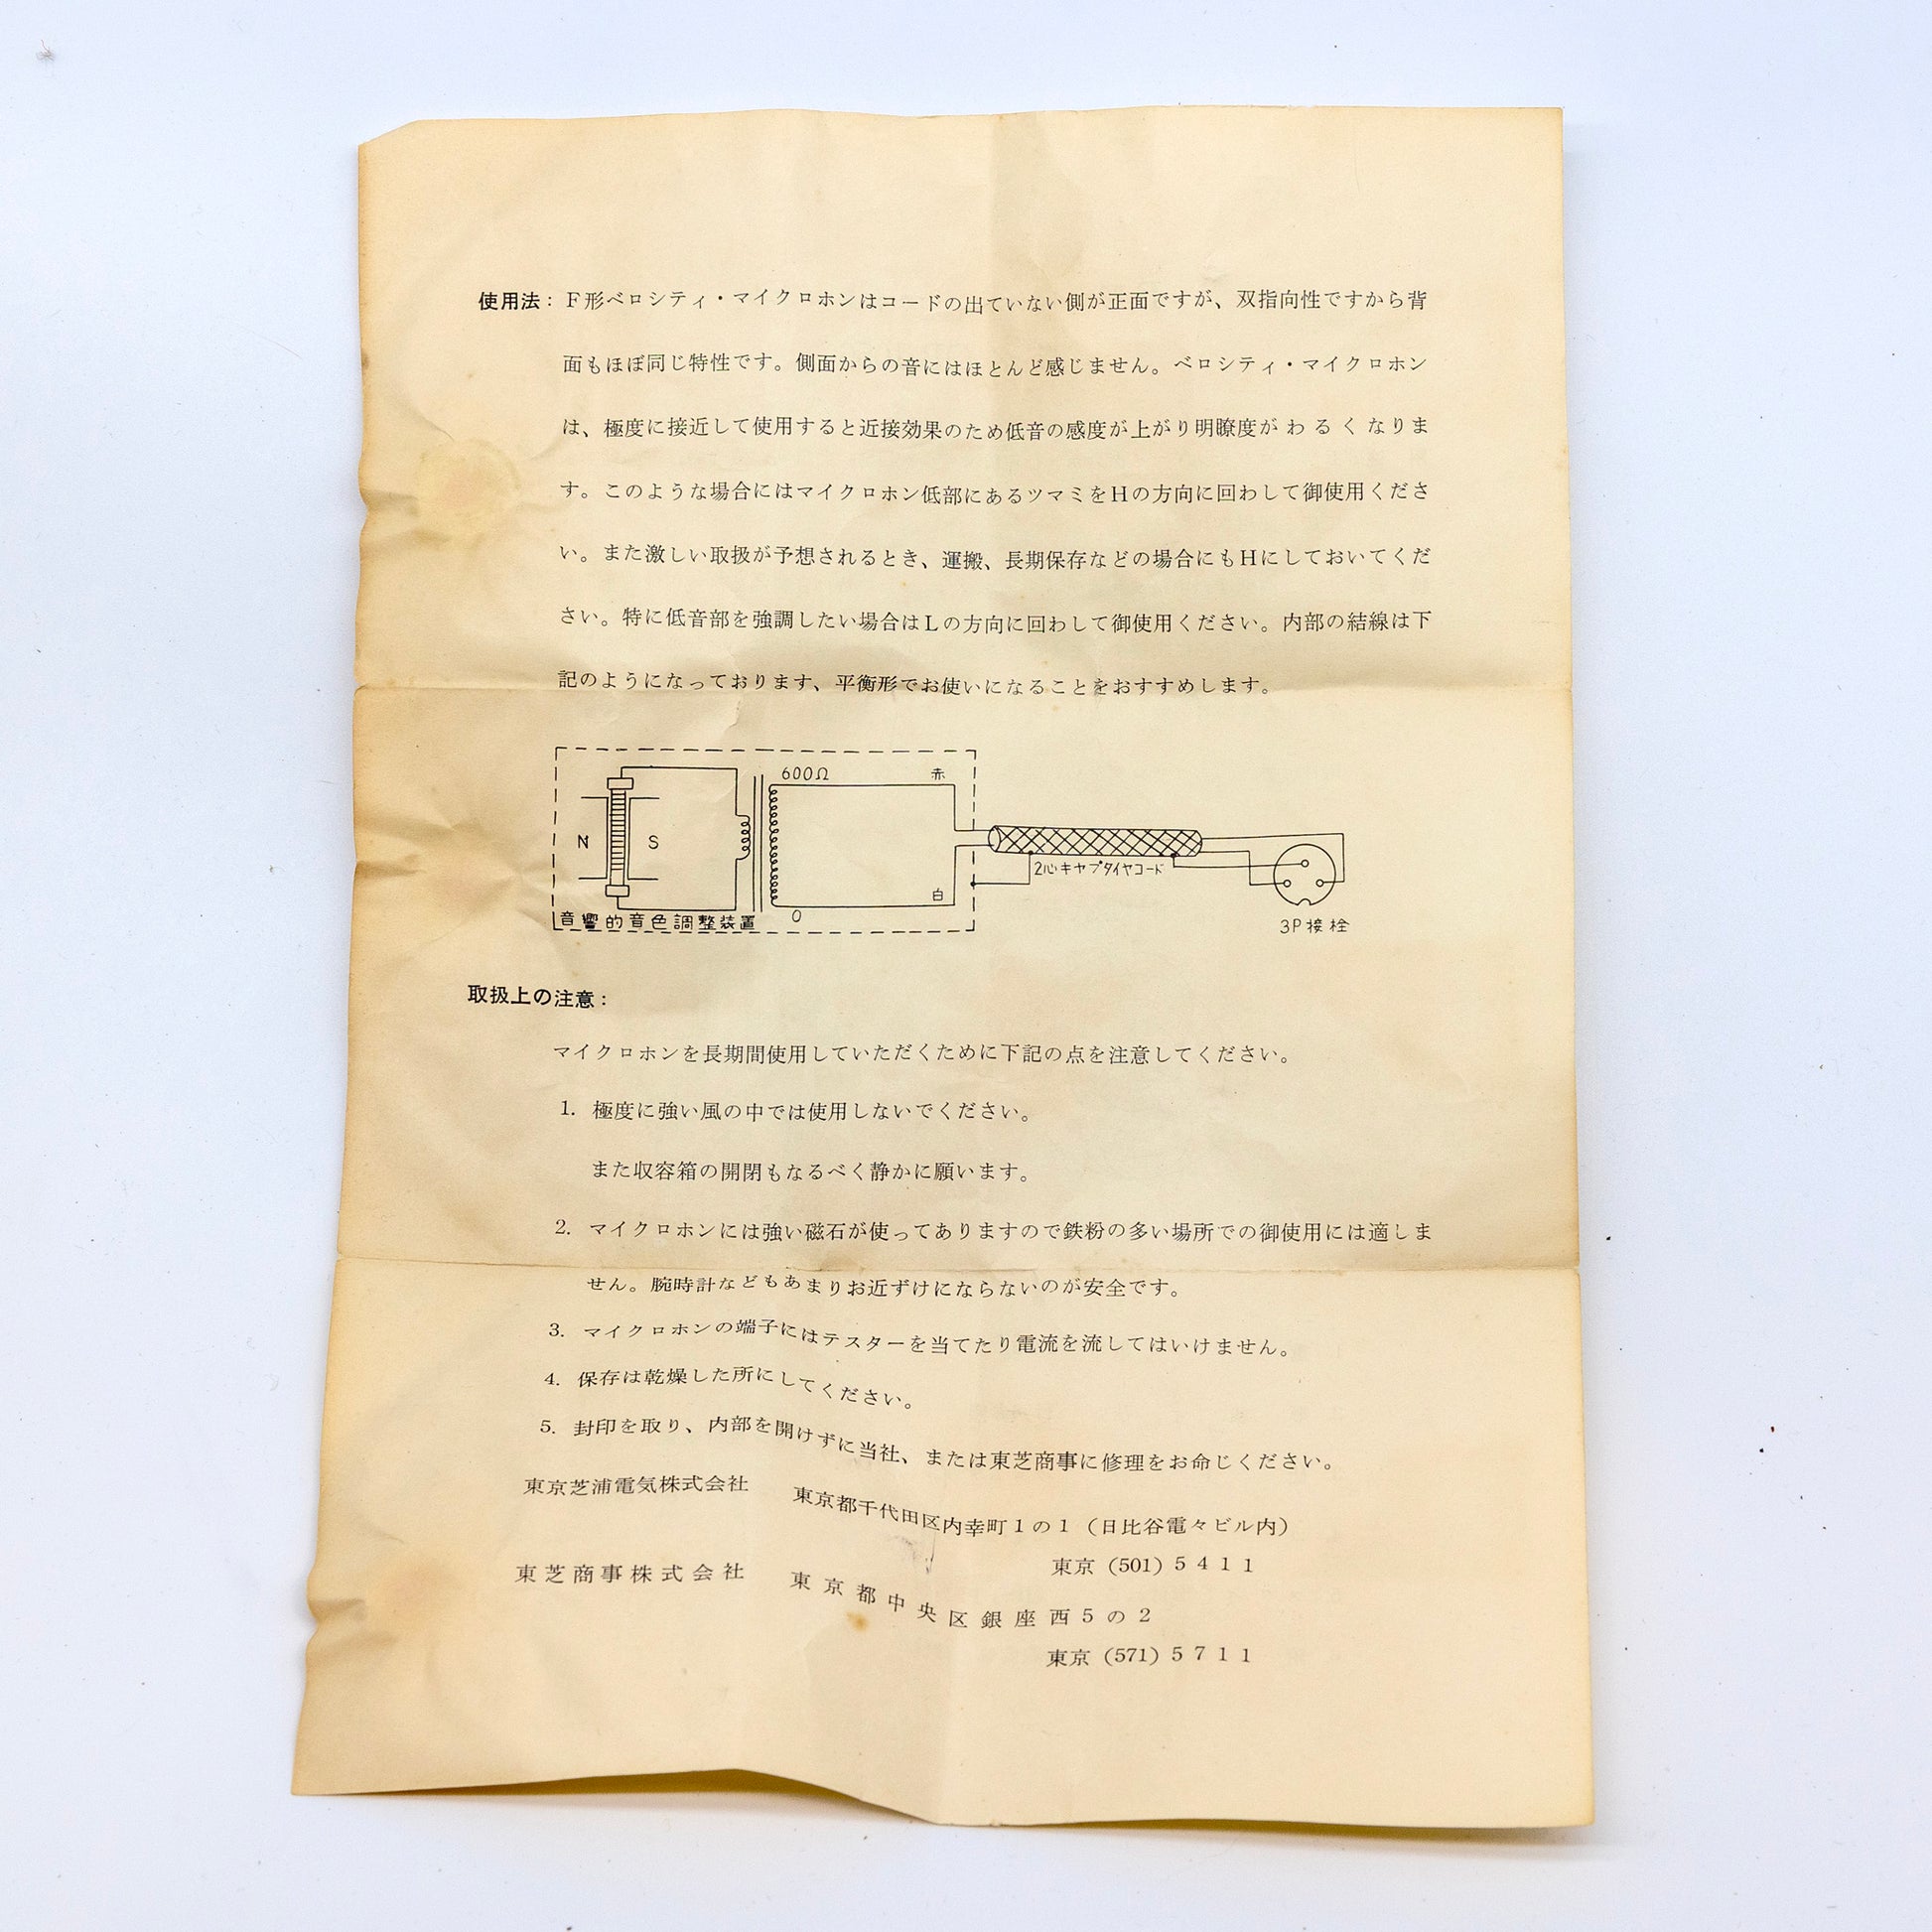 使用法： F形ベロシティ・マイクロホンはコードの出ていない側が正面ですが、双指向性ですから背
面もほぼ同じ特性です。側面からの音にはほとんど感じません。ベロシティ・マイクロホン
は、極度に接近して使用すると近接効果のため低音の感度が上がり明瞭度がわるくなりま
す。このような場合にはマイクロホン低部にあるツマミをHの方向に回わして御使用くださ
い。また激しい取扱が予想されるとき、運搬、長期保存などの場合にもHにしておいてくだ
さい。特に低音部を強調したい場合はLの方向に回わして御使用ください。内部の結線は下
記のようになっております、平衡形でお使いになることをおすすめします。
600Ω 赤
N S
2心キャプタイヤコード
白
音響的音色調整装置 0
3P接栓
取扱上の注意：
マイクロホンを長期間使用していただくために下記の点を注意してください。
1. 極度に強い風の中では使用しないでください。
また収容箱の開閉もなるべく静かに願います。
2. マイクロホンには強い磁石が使ってありますので鉄粉の多い場所での御使用には適しま
せん。腕時計などもあまりお近ずけにならないのが安全です。
3. マイクロホンの端子にはテスターを当てたり電流を流してはいけません。
4. 保存は乾燥した所にしてください。
5. 封印を取り、内部を開けずに当社、または東芝商事に修理をお命じください。
東京芝浦電気株式会社 東京都千代田区内幸町1の1（日比谷電々ビル内）
東京（501）5411
東芝商事株式会社 東京都中央区銀座西5の2
東京（571）5711